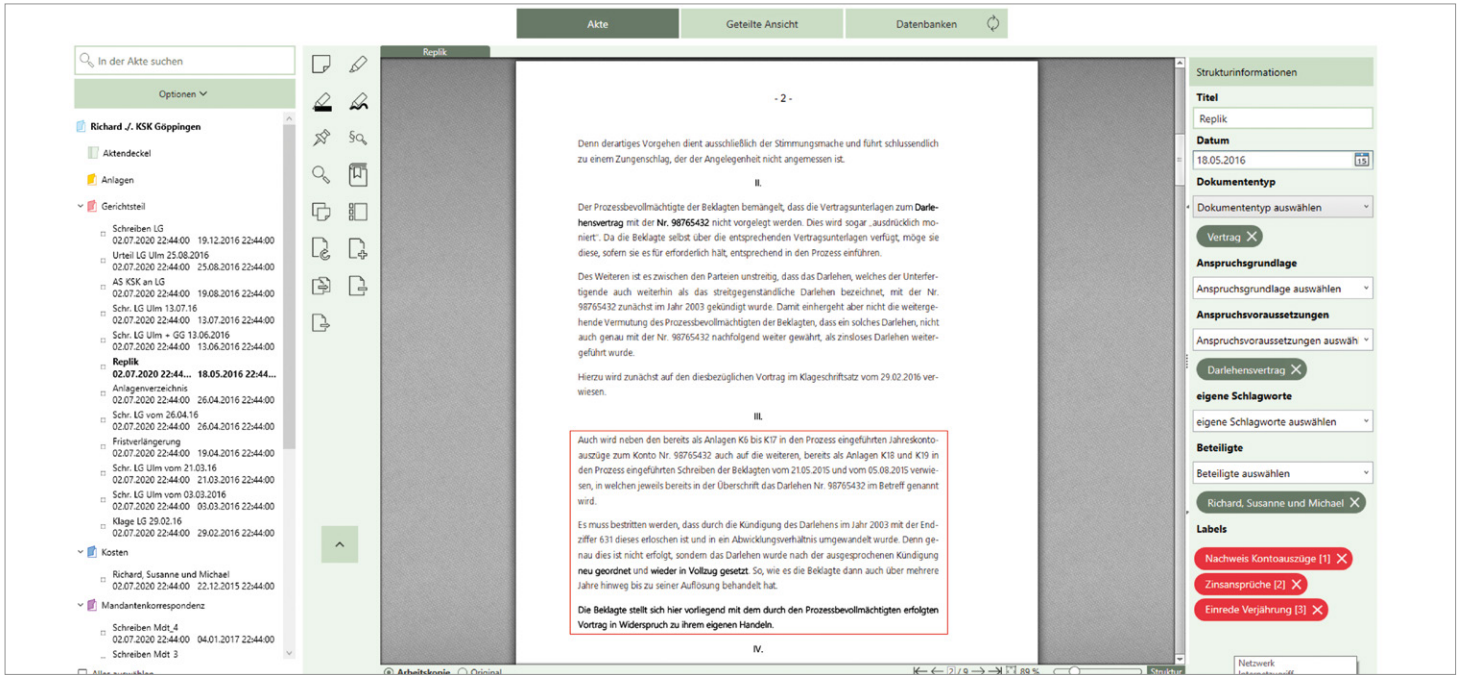 Akte
Geteilte Ansicht
Datenbanken
In der Akte suchen
Optionen
Richard ./. KSK Göppingen
Aktendeckel
Anlagen
Gerichtsteil
Schreiben LG
02.07.2020 22:44:00 19.12.2016 22:44:00
Urteil LG Ulm 25.08.2016
02.07.2020 22:44:00 25.08.2016 22:44:00
AS KSK an LG
02.07.2020 22:44:00 19.08.2016 22:44:00
Schr. LG Ulm 13.07.16
02.07.2020 22:44:00 13.07.2016 22:44:00
Schr. LG Ulm + GG 13.06.2016
02.07.2020 22:44:00 13.06.2016 22:44:00
Replik
02.07.2020 22:44... 18.05.2016 22:44...
Anlagenverzeichnis
02.07.2020 22:44:00 26.04.2016 22:44:00
Schr. LG vom 26.04.16
02.07.2020 22:44:00 26.04.2016 22:44:00
Fristverlängerung
02.07.2020 22:44:00 19.04.2016 22:44:00
Schr. LG Ulm vom 21.03.16
02.07.2020 22:44:00 21.03.2016 22:44:00
Schr. LG Ulm vom 03.03.2016
02.07.2020 22:44:00 03.03.2016 22:44:00
Klage LG 29.02.16
02.07.2020 22:44:00 29.02.2016 22:44:00
Kosten
Richard, Susanne und Michael
02.07.2020 22:44:00 22.12.2015 22:44:00
Mandantenkorrespondenz
Schreiben Mdt_4
02.07.2020 22:44:00 04.01.2017 22:44:00
Schreiben Mdt 3
Alles auswählen
Replik
- 2 -
Denn derartiges Vorgehen dient ausschließlich der Stimmungsmache und führt schlussendlich
zu einem Zungenschlag, der der Angelegenheit nicht angemessen ist.
II.
Der Prozessbevollmächtigte der Beklagten bemängelt, dass die Vertragsunterlagen zum Darle-
hensvertrag mit der Nr. 98765432 nicht vorgelegt werden. Dies wird sogar „ausdrücklich mo-
niert“. Da die Beklagte selbst über die entsprechenden Vertragsunterlagen verfügt, möge sie
diese, sofern sie es für erforderlich hält, entsprechend in den Prozess einführen.
Des Weiteren ist es zwischen den Parteien unstreitig, dass das Darlehen, welches der Unterfer-
tigende auch weiterhin als das streitgegenständliche Darlehen bezeichnet, mit der Nr.
98765432 zunächst im Jahr 2003 gekündigt wurde. Damit einhergeht aber nicht die weiterge-
hende Vermutung des Prozessbevollmächtigten der Beklagten, dass ein solches Darlehen, nicht
auch genau mit der Nr. 98765432 nachfolgend weiter gewährt, als zinsloses Darlehen weiter-
geführt wurde.
Hierzu wird zunächst auf den diesbezüglichen Vortrag im Klageschriftsatz vom 29.02.2016 ver-
wiesen.
III.
Auch wird neben den bereits als Anlagen K6 bis K17 in den Prozess eingeführten Jahreskonto-
auszüge zum Konto Nr. 98765432 auch auf die weiteren, bereits als Anlagen K18 und K19 in
den Prozess eingeführten Schreiben der Beklagten vom 21.05.2015 und vom 05.08.2015 verwie-
sen, in welchen jeweils bereits in der Überschrift das Darlehen Nr. 98765432 im Betreff genannt
wird.
Es muss bestritten werden, dass durch die Kündigung des Darlehens im Jahr 2003 mit der End-
ziffer 631 dieses erloschen ist und in ein Abwicklungsverhältnis umgewandelt wurde. Denn ge-
nau dies ist nicht erfolgt, sondern das Darlehen wurde nach der ausgesprochenen Kündigung
neu geordnet und wieder in Vollzug gesetzt. So, wie es die Beklagte dann auch über mehrere
Jahre hinweg bis zu seiner Auflösung behandelt hat.
Die Beklagte stellt sich hier vorliegend mit dem durch den Prozessbevollmächtigten erfolgten
Vortrag in Widerspruch zu ihrem eigenen Handeln.
IV.
Arbeitskopie Original
2 / 9
89 %
Struktur
Strukturinformationen
Titel
Replik
Datum
18.05.2016
15
Dokumententyp
Dokumententyp auswählen
Vertrag
Anspruchsgrundlage
Anspruchsgrundlage auswählen
Anspruchsvoraussetzungen
Anspruchsvoraussetzungen auswäh
Darlehensvertrag
eigene Schlagworte
eigene Schlagworte auswählen
Beteiligte
Beteiligte auswählen
Richard, Susanne und Michael
Labels
Nachweis Kontoauszüge [1]
Zinsansprüche [2]
Einrede Verjährung [3]
Netzwerk
Internetzugriff